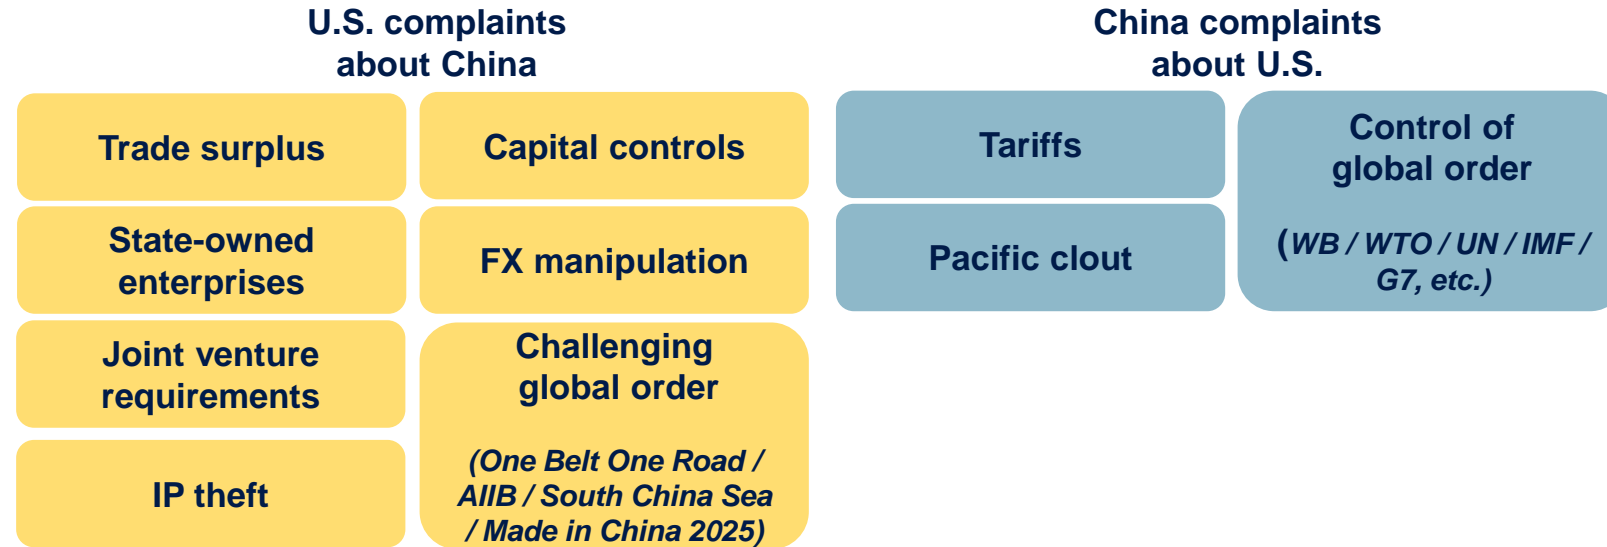 U.S. complaints
about China
Trade surplus
State-owned
enterprises
Joint venture
requirements
IP theft
Capital controls
FX manipulation
Challenging
global order
(One Belt One Road /
AIIB / South China Sea
/ Made in China 2025)
China complaints
about U.S.
Tariffs
Pacific clout
Control of
global order
(WB / WTO / UN / IMF /
G7, etc.)